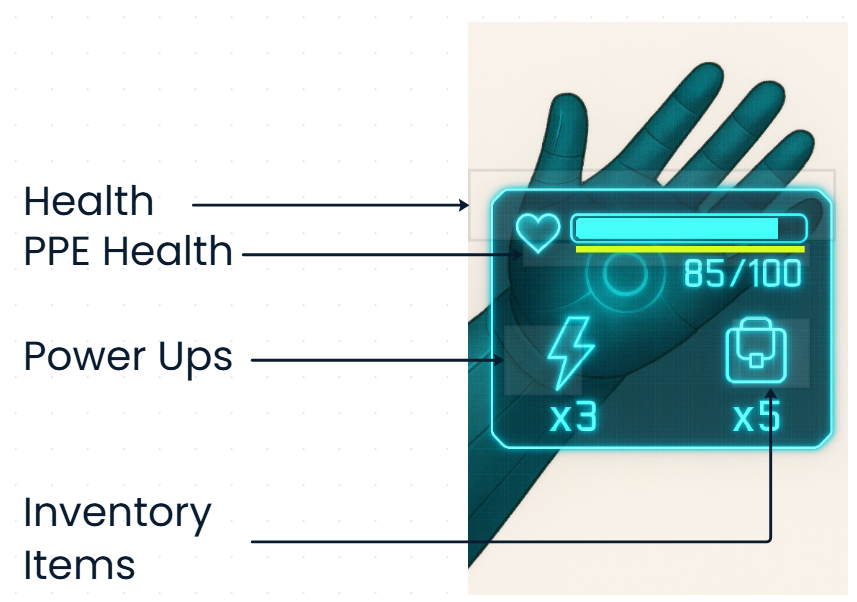 Health
PPE Health
85/100
Power Ups
x3
x5
Inventory
Items